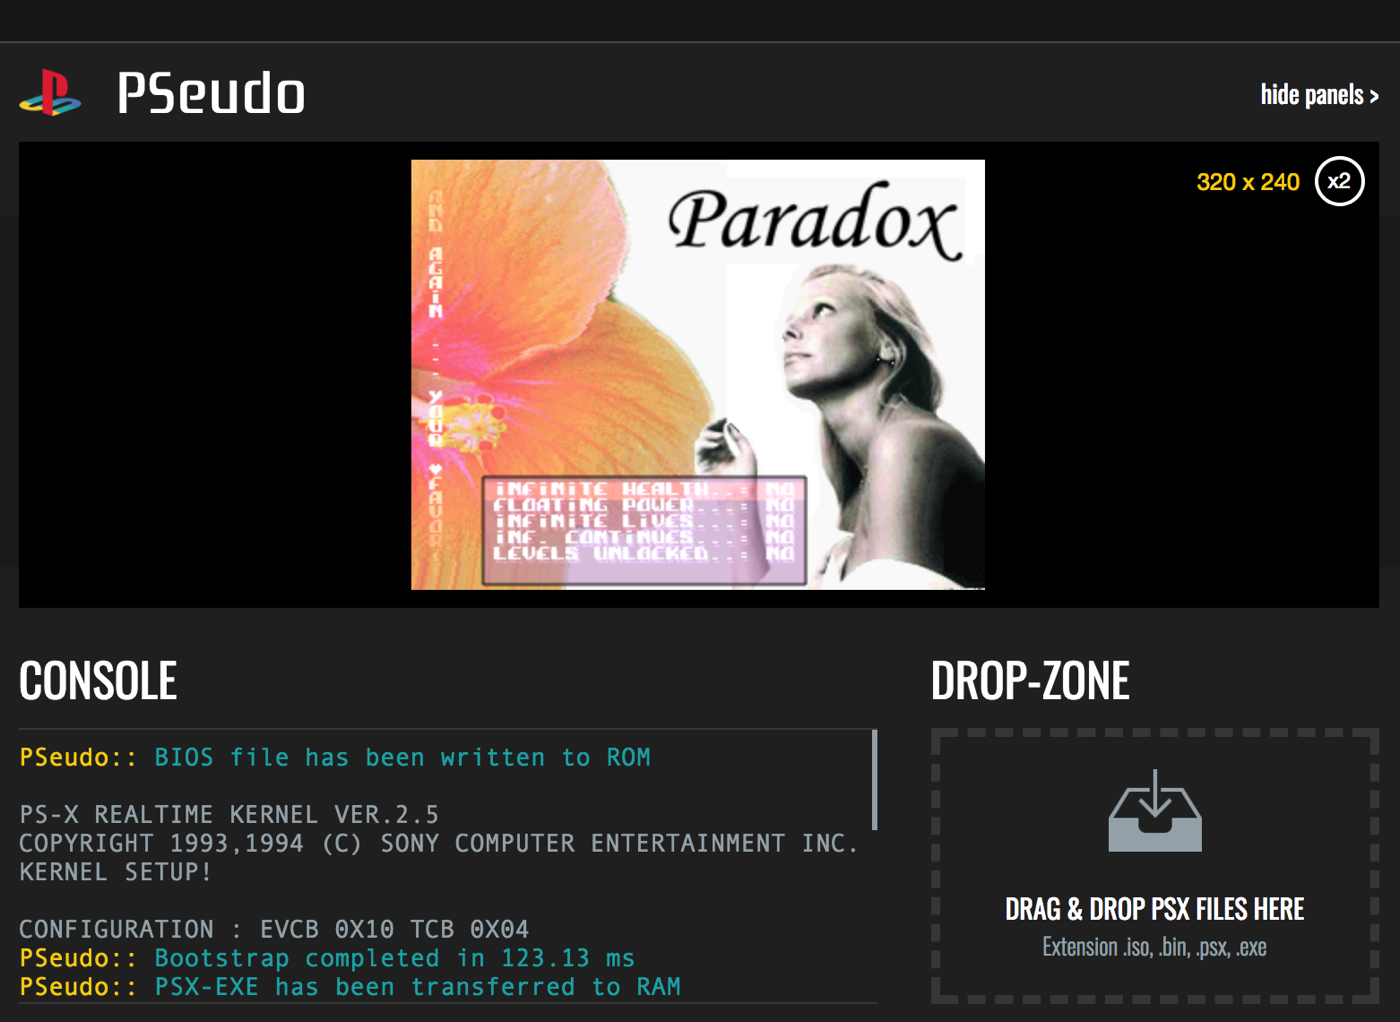 PSeudo
hide panels >
320 x 240
x2
Paradox
AND AGAiN ... YOUR ♥ FAVOR
iNFiNiTE HEALTH..= NO
FLOATiNG POWER...= NO
iNFiNiTE LiVES...= NO
iNF. CONTiNUES...= NO
LEVELS UNLOCKED..= NO
CONSOLE
PSeudo:: BIOS file has been written to ROM
PS-X REALTIME KERNEL VER.2.5
COPYRIGHT 1993,1994 (C) SONY COMPUTER ENTERTAINMENT INC.
KERNEL SETUP!
CONFIGURATION : EVCB 0X10 TCB 0X04
PSeudo:: Bootstrap completed in 123.13 ms
PSeudo:: PSX-EXE has been transferred to RAM
DROP-ZONE
DRAG & DROP PSX FILES HERE
Extension .iso, .bin, .psx, .exe